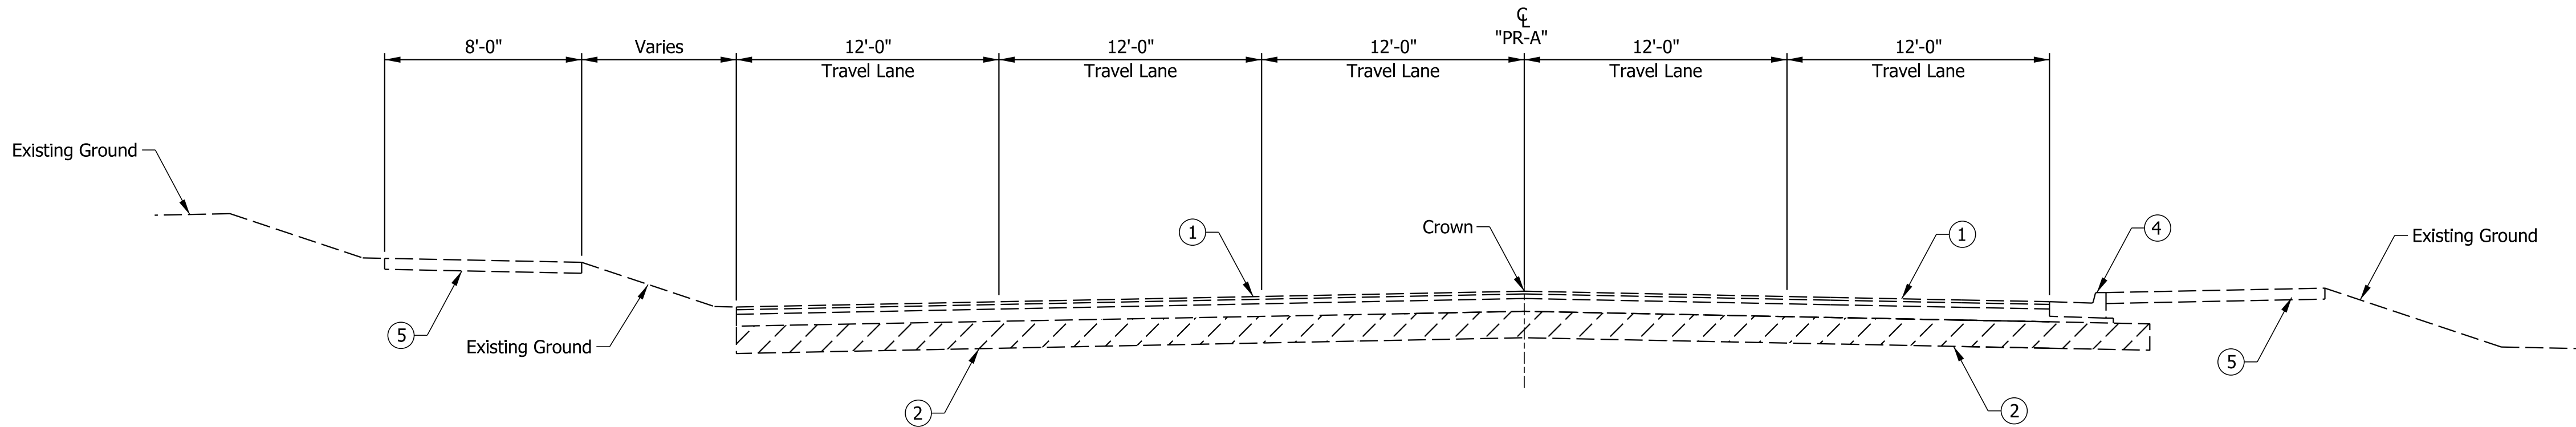 ℄
"PR-A"
8'-0"
Varies
12'-0"
Travel Lane
12'-0"
Travel Lane
12'-0"
Travel Lane
12'-0"
Travel Lane
12'-0"
Travel Lane
Existing Ground
5
Existing Ground
1
2
Crown
1
2
4
Existing Ground
5